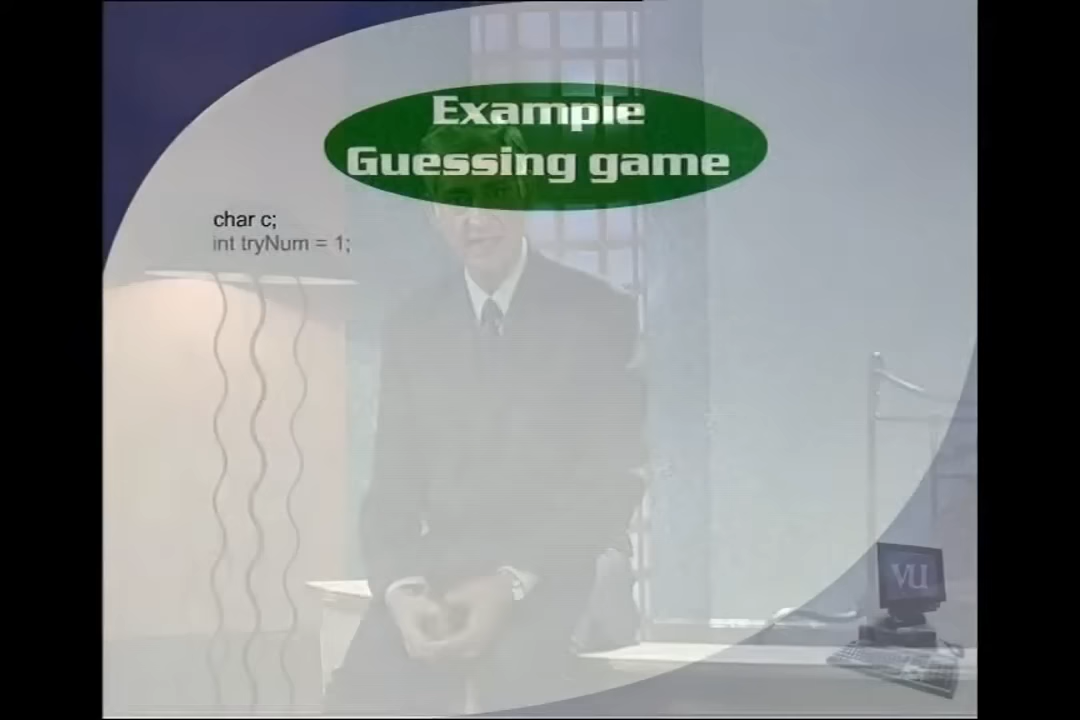 Example
Guessing game
char c;
int tryNum = 1;
VU